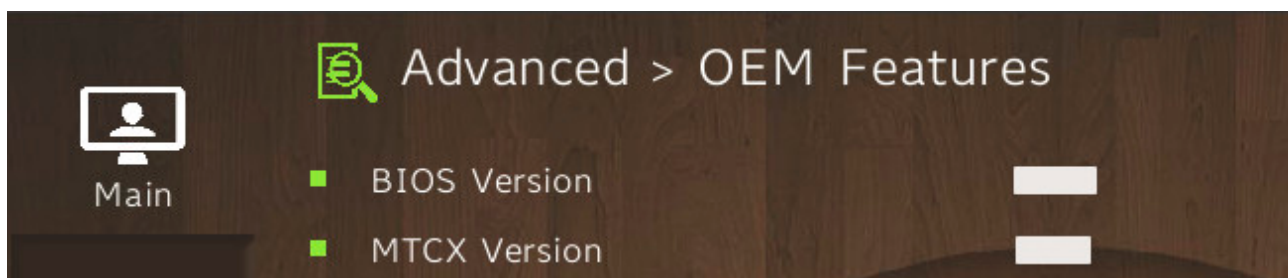 Advanced > OEM Features
Main
BIOS Version
MTCX Version